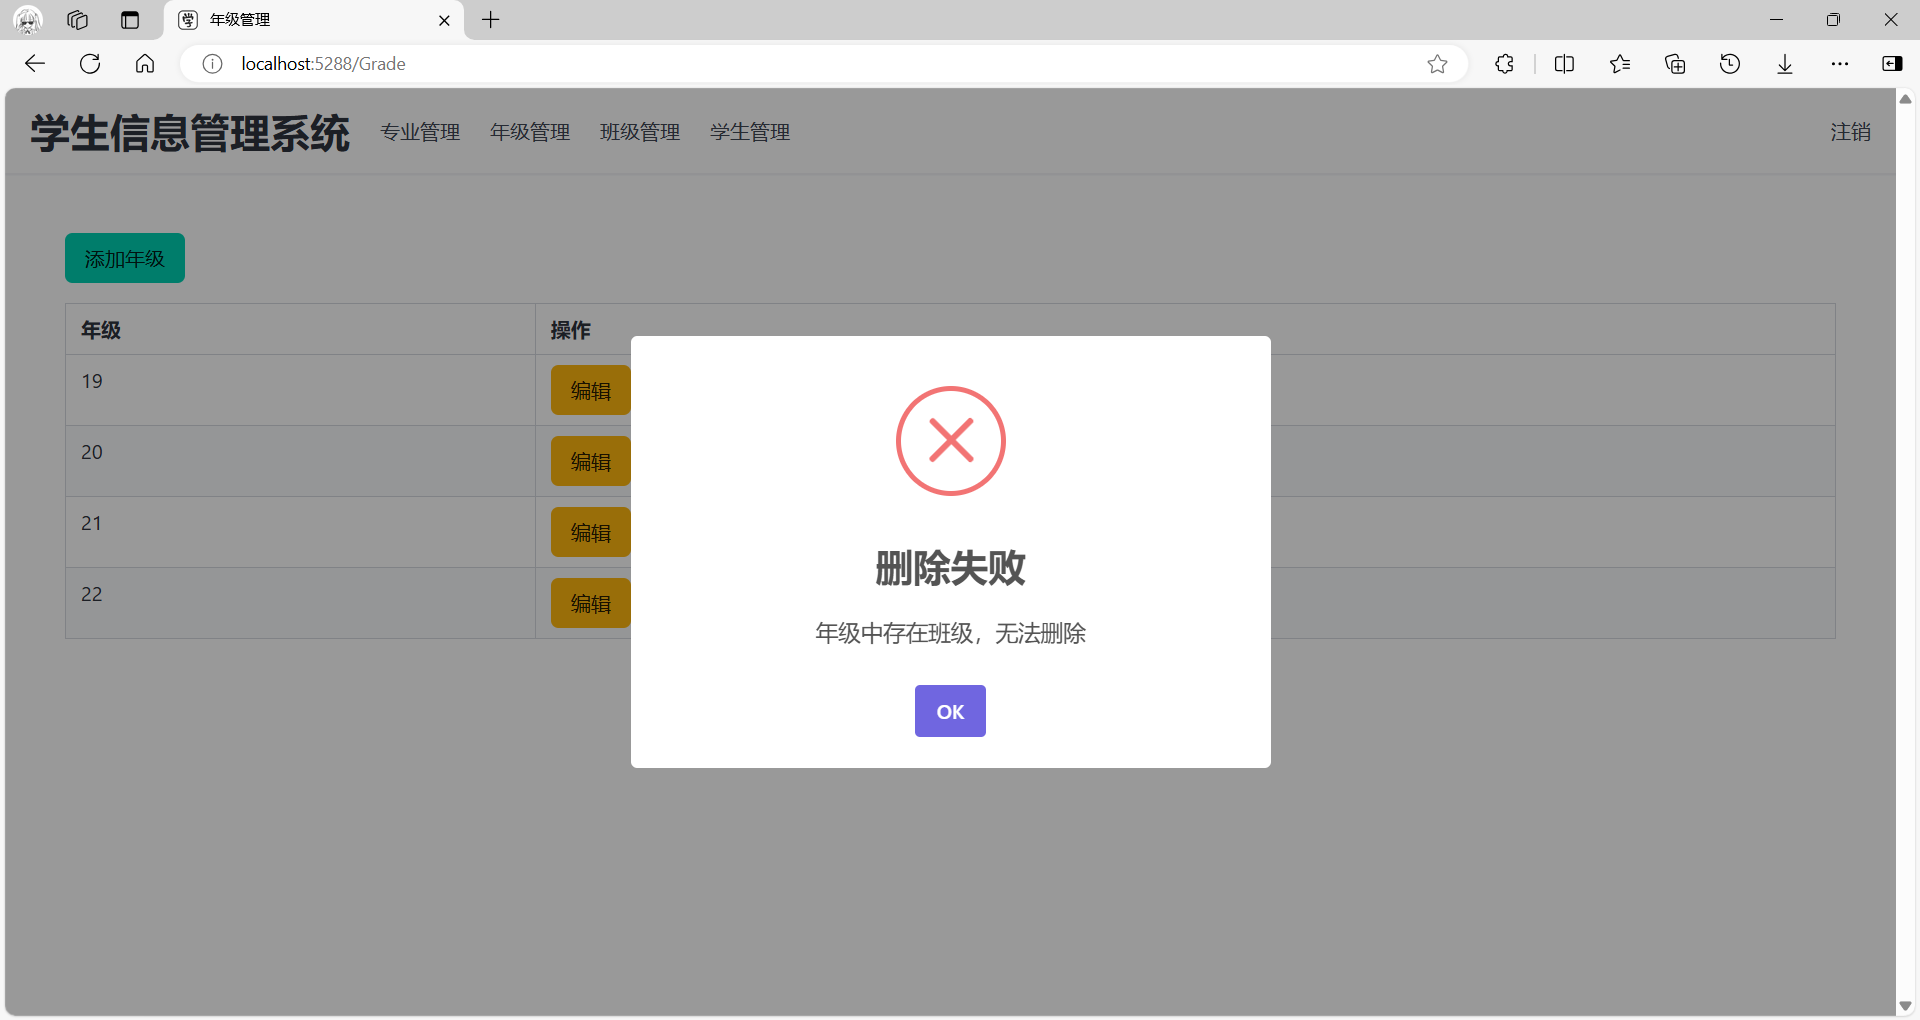 年级管理
localhost:5288/Grade
学生信息管理系统 专业管理 年级管理 班级管理 学生管理 注销
添加年级
年级 操作
19 编辑
20 编辑
21 编辑
22 编辑
删除失败
年级中存在班级，无法删除
OK